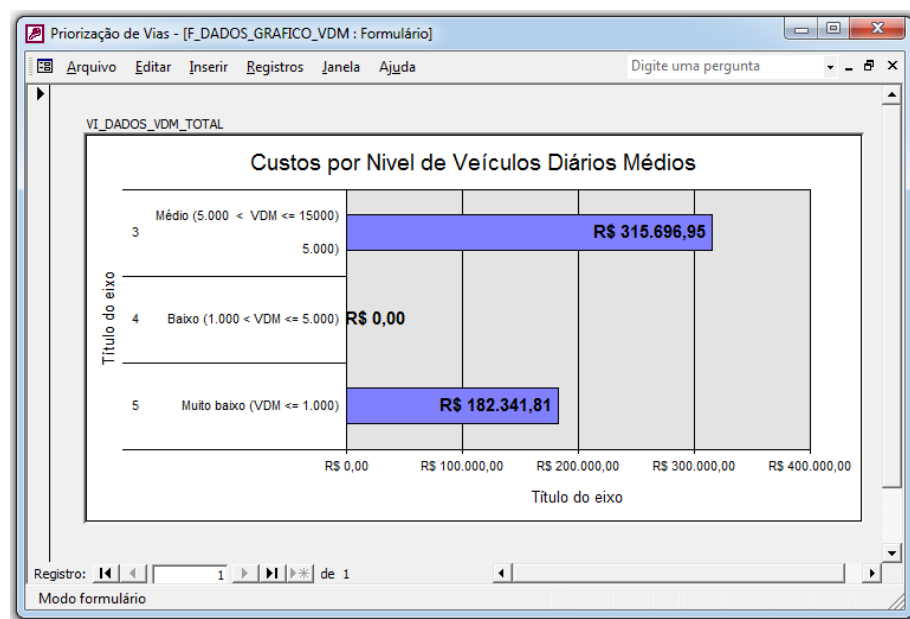 Priorização de Vias - [F_DADOS_GRAFICO_VDM : Formulário]
Arquivo Editar Inserir Registros Janela Ajuda Digite uma pergunta
VI_DADOS_VDM_TOTAL
Custos por Nivel de Veículos Diários Médios
Título do eixo
3 Médio (5.000 < VDM <= 15000)
5.000)
R$ 315.696,95
4 Baixo (1.000 < VDM <= 5.000) R$ 0,00
5 Muito baixo (VDM <= 1.000) R$ 182.341,81
R$ 0,00 R$ 100.000,00 R$ 200.000,00 R$ 300.000,00 R$ 400.000,00
Título do eixo
Registro: 1 de 1
Modo formulário